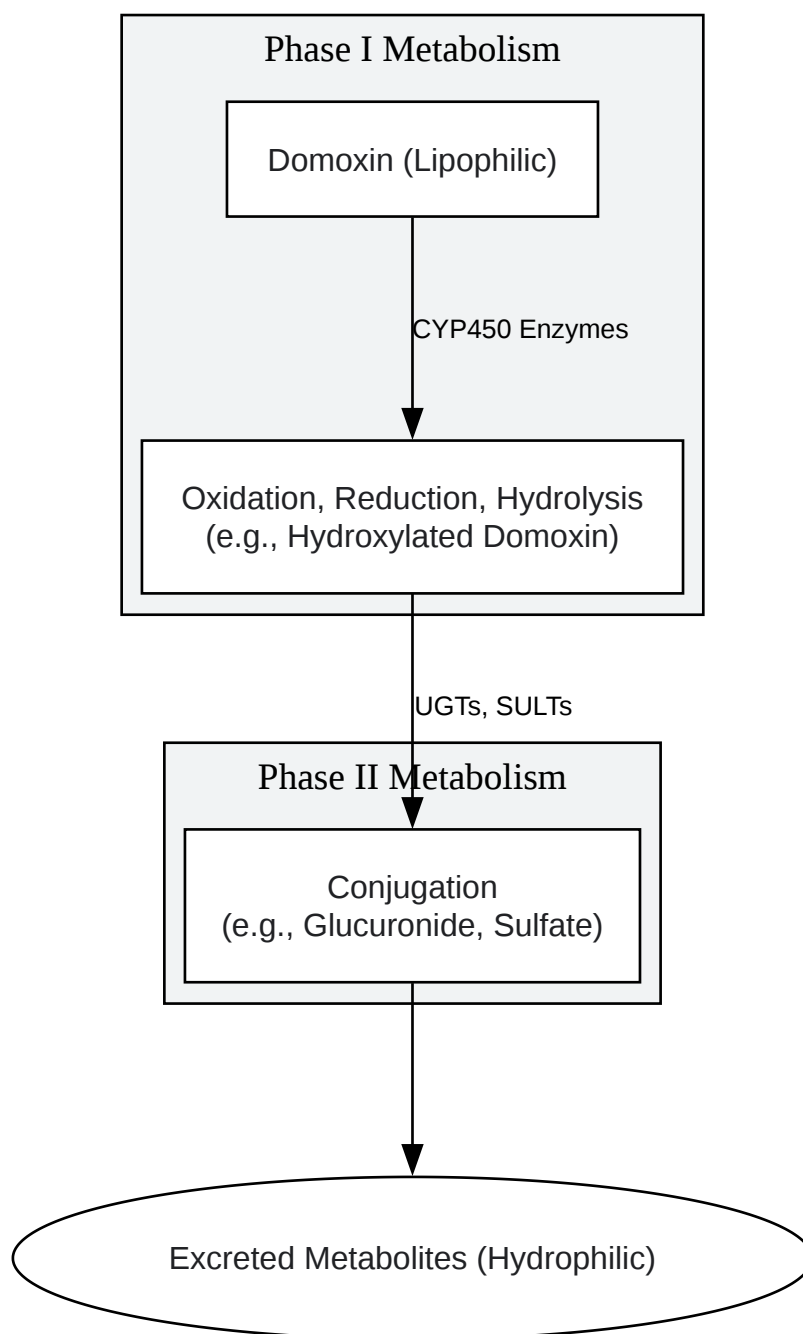 Phase I Metabolism
Domoxin (Lipophilic)
CYP450 Enzymes
Oxidation, Reduction, Hydrolysis
(e.g., Hydroxylated Domoxin)
UGTs, SULTs
Phase II Metabolism
Conjugation
(e.g., Glucuronide, Sulfate)
Excreted Metabolites (Hydrophilic)